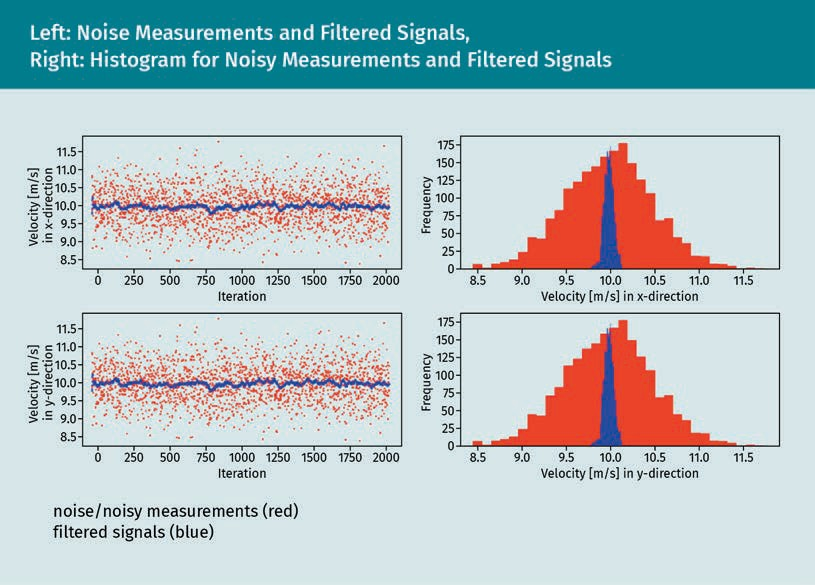 Left: Noise Measurements and Filtered Signals,
Right: Histogram for Noisy Measurements and Filtered Signals
Velocity [m/s]
in x-direction
11.5
11.0
10.5
10.0
9.5
9.0
8.5
0 250 500 750 1000 1250 1500 1750 2000
Iteration
Frequency
175
150
125
100
75
50
25
0
8.5 9.0 9.5 10.0 10.5 11.0 11.5
Velocity [m/s] in x-direction
Velocity [m/s]
in y-direction
11.5
11.0
10.5
10.0
9.5
9.0
8.5
0 250 500 750 1000 1250 1500 1750 2000
Iteration
Frequency
175
150
125
100
75
50
25
0
8.5 9.0 9.5 10.0 10.5 11.0 11.5
Velocity [m/s] in y-direction
noise/noisy measurements (red)
filtered signals (blue)